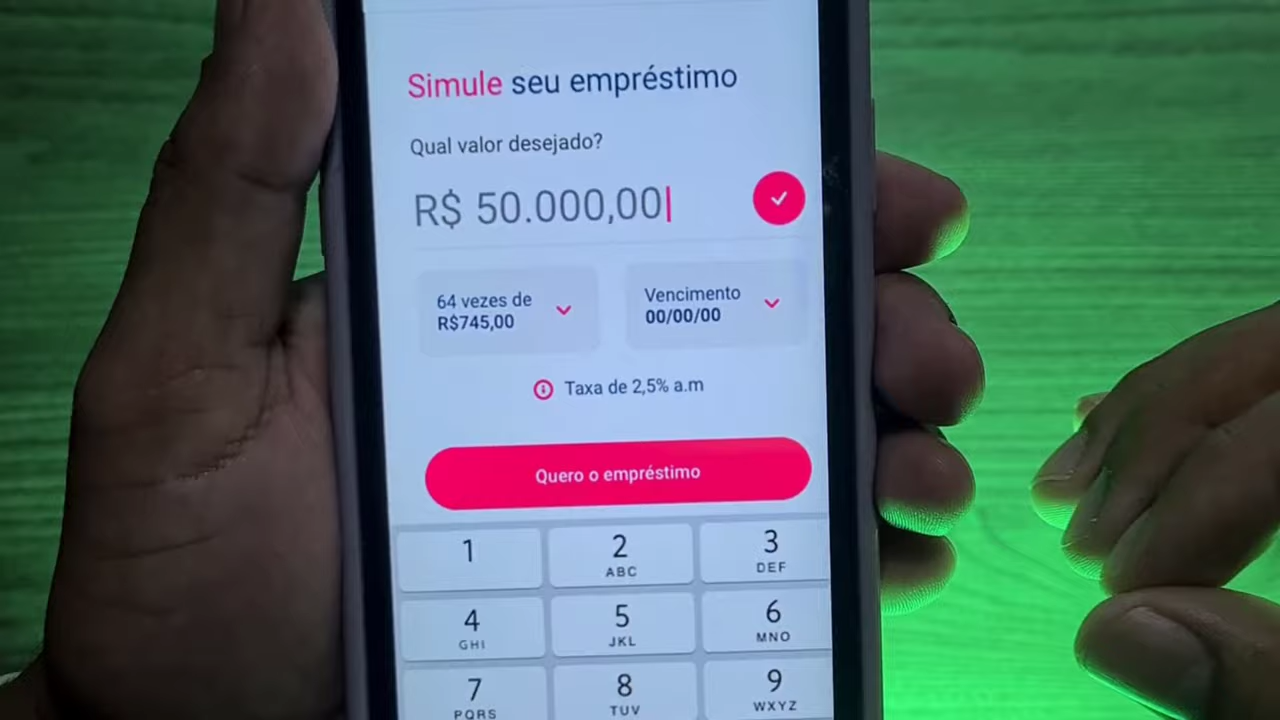 Simule seu empréstimo
Qual valor desejado?
R$ 50.000,00
64 vezes de
R$745,00
Vencimento
00/00/00
Taxa de 2,5% a.m
Quero o empréstimo
1
2
ABC
3
DEF
4
GHI
5
JKL
6
MNO
7
PQRS
8
TUV
9
WXYZ